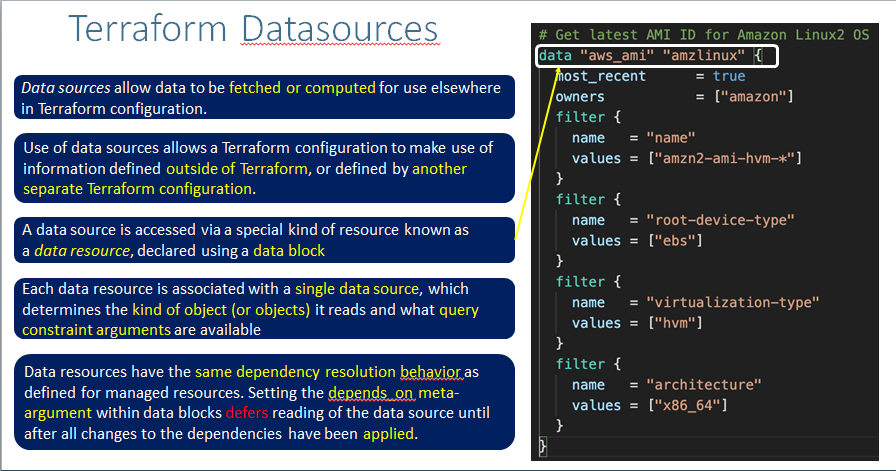 Terraform Datasources
Data sources allow data to be fetched or computed for use elsewhere
in Terraform configuration.
Use of data sources allows a Terraform configuration to make use of
information defined outside of Terraform, or defined by another
separate Terraform configuration.
A data source is accessed via a special kind of resource known as
a data resource, declared using a data block
Each data resource is associated with a single data source, which
determines the kind of object (or objects) it reads and what query
constraint arguments are available
Data resources have the same dependency resolution behavior as
defined for managed resources. Setting the depends_on meta-
argument within data blocks defers reading of the data source until
after all changes to the dependencies have been applied.
# Get latest AMI ID for Amazon Linux2 OS
data "aws_ami" "amzlinux" {
most_recent = true
owners = ["amazon"]
filter {
name = "name"
values = ["amzn2-ami-hvm-*"]
}
filter {
name = "root-device-type"
values = ["ebs"]
}
filter {
name = "virtualization-type"
values = ["hvm"]
}
filter {
name = "architecture"
values = ["x86_64"]
}
}